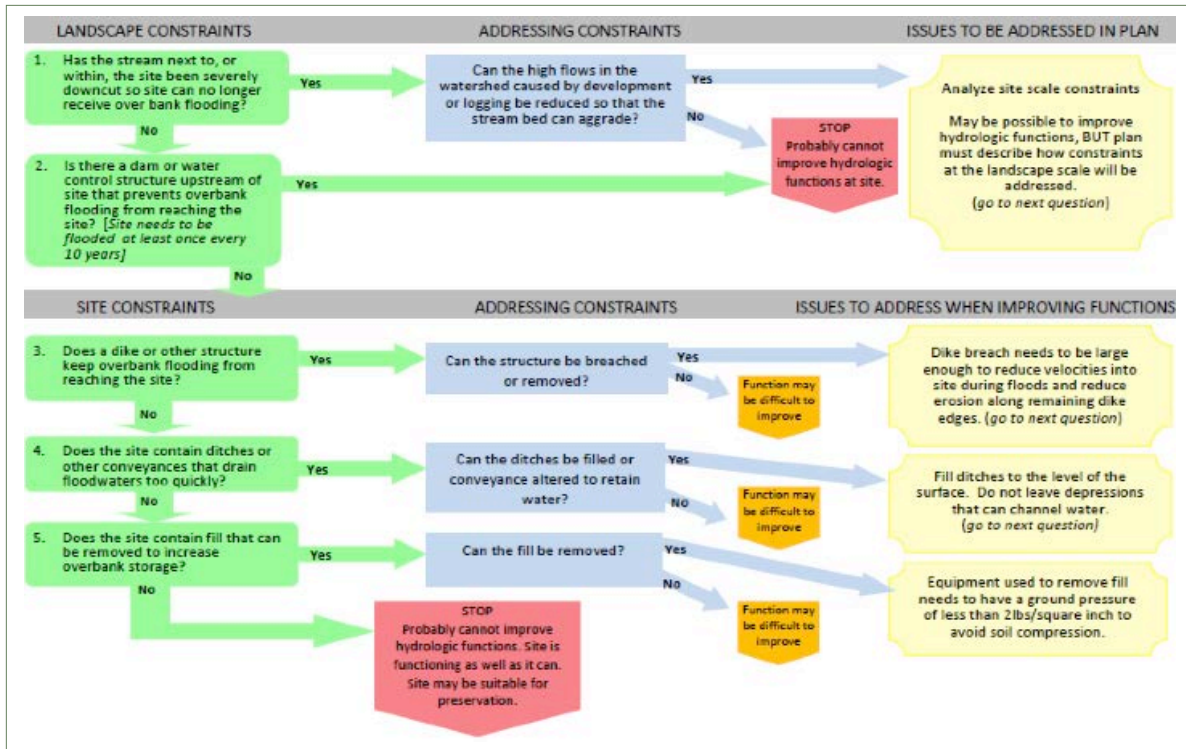 LANDSCAPE CONSTRAINTS
ADDRESSING CONSTRAINTS
ISSUES TO BE ADDRESSED IN PLAN
1. Has the stream next to, or
within, the site been severely
downcut so site can no longer
receive over bank flooding?
Yes
No
Can the high flows in the
watershed caused by development
or logging be reduced so that the
stream bed can aggrade?
Yes
No
STOP
Probably cannot
improve hydrologic
functions at site.
Analyze site scale constraints
May be possible to improve
hydrologic functions, BUT plan
must describe how constraints
at the landscape scale will be
addressed.
(go to next question)
2. Is there a dam or water
control structure upstream of
site that prevents overbank
flooding from reaching the
site? [Site needs to be
flooded at least once every
10 years]
Yes
No
SITE CONSTRAINTS
ADDRESSING CONSTRAINTS
ISSUES TO ADDRESS WHEN IMPROVING FUNCTIONS
3. Does a dike or other structure
keep overbank flooding from
reaching the site?
Yes
No
Can the structure be breached
or removed?
Yes
No
Function may
be difficult to
improve
Dike breach needs to be large
enough to reduce velocities into
site during floods and reduce
erosion along remaining dike
edges. (go to next question)
4. Does the site contain ditches or
other conveyances that drain
floodwaters too quickly?
Yes
No
Can the ditches be filled or
conveyance altered to retain
water?
Yes
No
Function may
be difficult to
improve
Fill ditches to the level of the
surface. Do not leave depressions
that can channel water.
(go to next question)
5. Does the site contain fill that can
be removed to increase
overbank storage?
Yes
No
Can the fill be removed?
Yes
No
Function may
be difficult to
improve
Equipment used to remove fill
needs to have a ground pressure
of less than 2lbs/square inch to
avoid soil compression.
STOP
Probably cannot improve
hydrologic functions. Site is
functioning as well as it can.
Site may be suitable for
preservation.